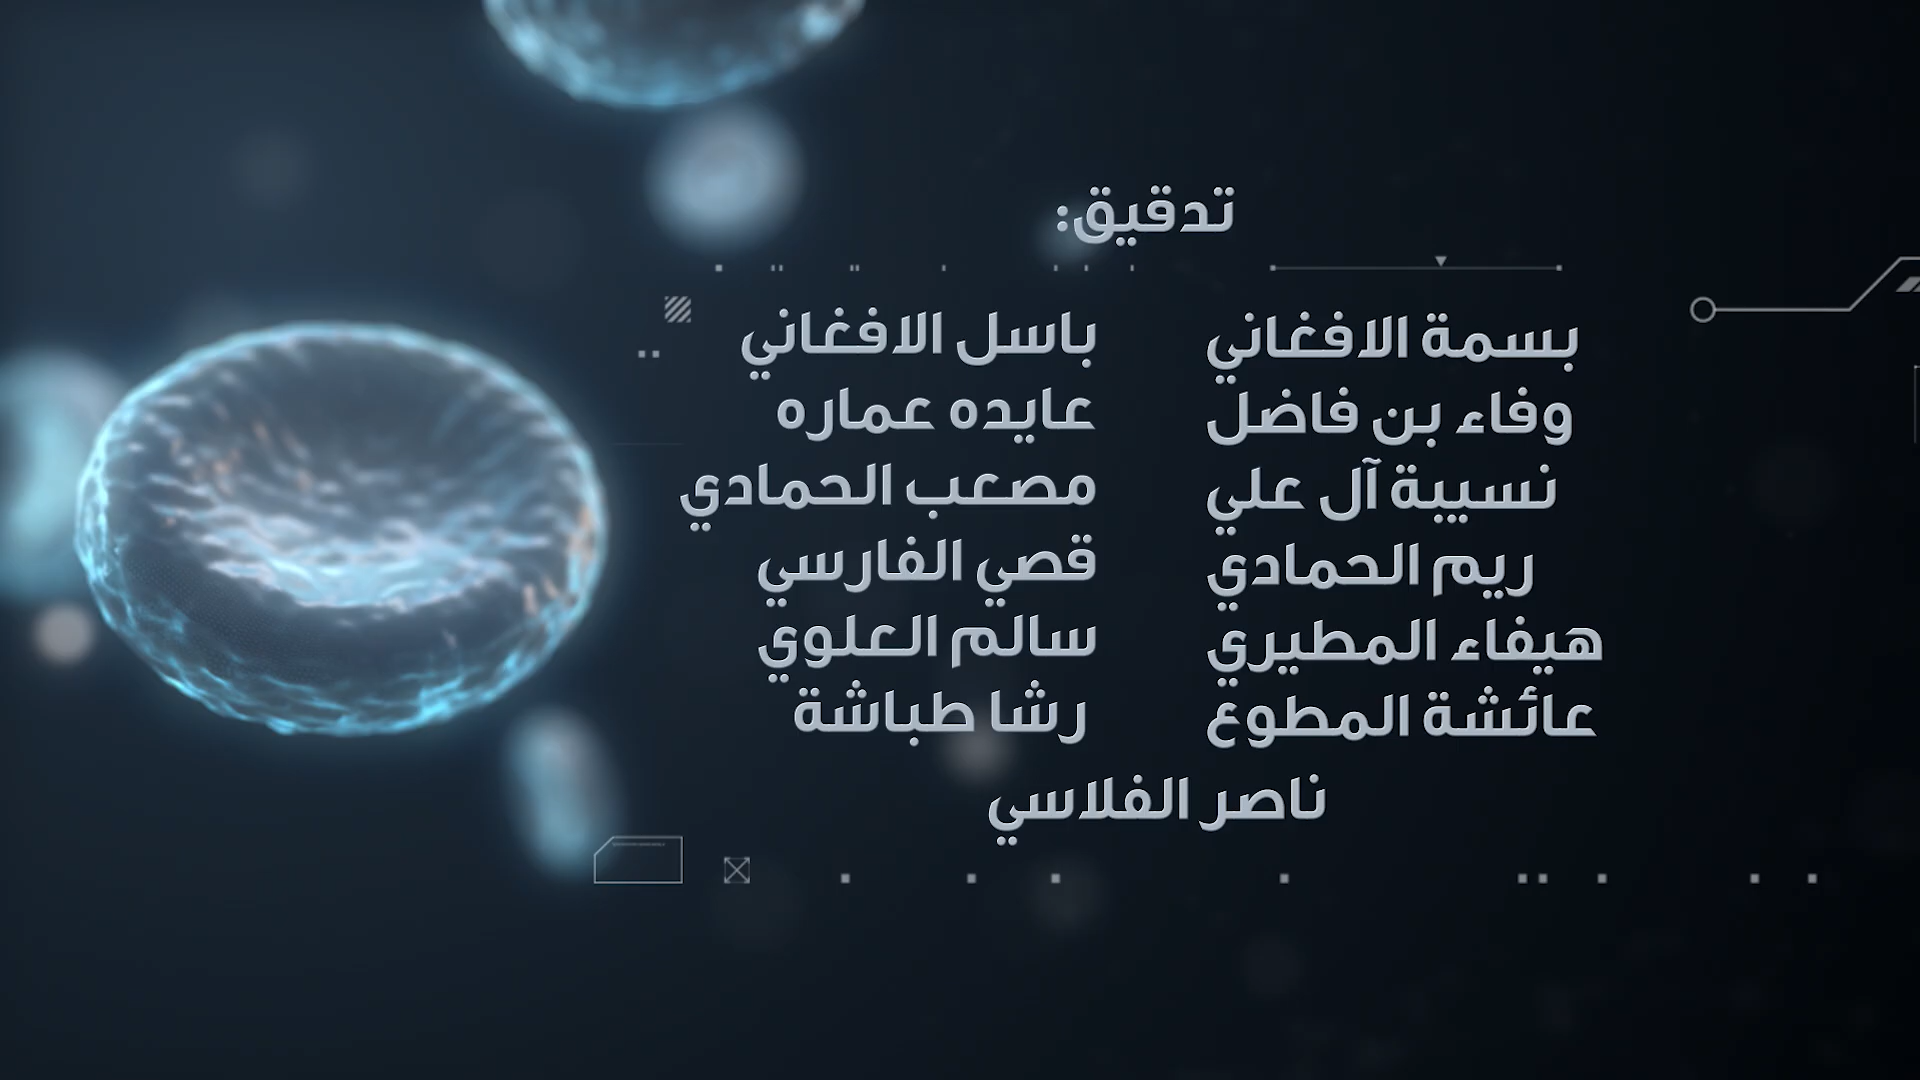 تدقيق:
بسمة الافغاني
باسل الافغاني
وفاء بن فاضل
عايده عماره
نسيبة آل علي
مصعب الحمادي
ريم الحمادي
قصي الفارسي
هيفاء المطيري
سالم العلوي
عائشة المطوع
رشا طباشة
ناصر الفلاسي